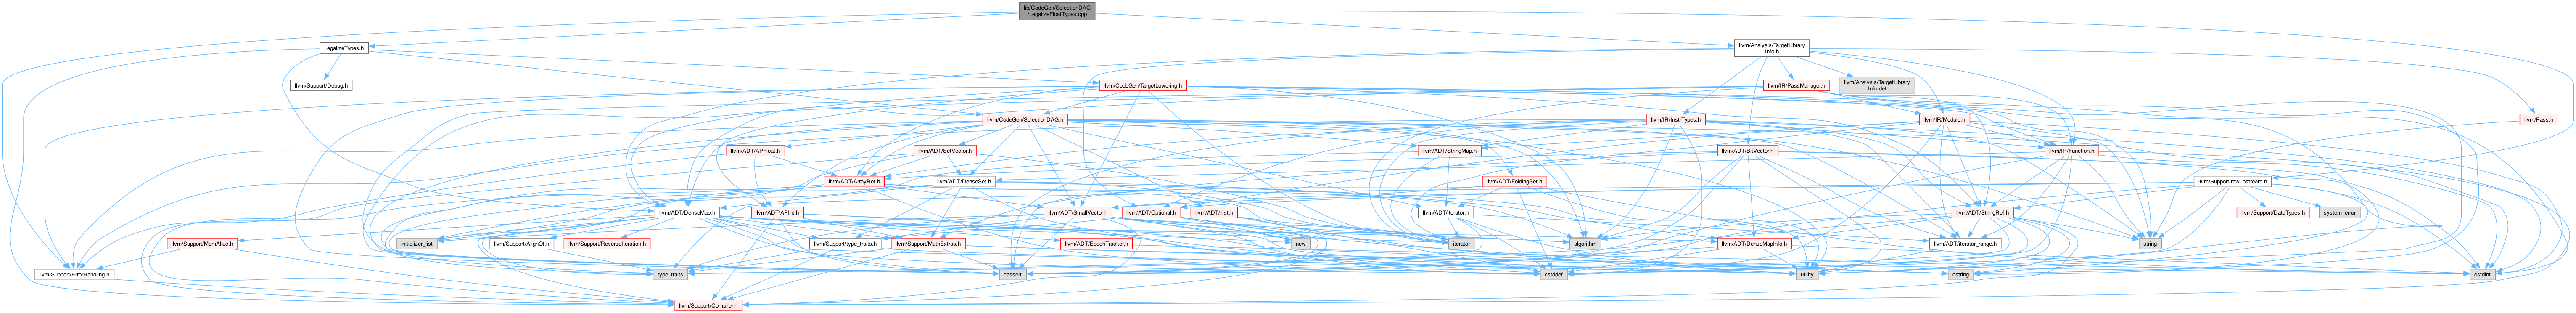 lib/CodeGen/SelectionDAG
/LegalizeFloatTypes.cpp
LegalizeTypes.h
llvm/Analysis/TargetLibrary
Info.h
llvm/Support/Debug.h
llvm/CodeGen/TargetLowering.h
llvm/IR/PassManager.h
llvm/Analysis/TargetLibrary
Info.def
llvm/CodeGen/SelectionDAG.h
llvm/IR/InstrTypes.h
llvm/IR/Module.h
llvm/Pass.h
llvm/ADT/APFloat.h
llvm/ADT/SetVector.h
llvm/ADT/StringMap.h
llvm/ADT/BitVector.h
llvm/IR/Function.h
llvm/ADT/ArrayRef.h
llvm/ADT/DenseSet.h
llvm/ADT/FoldingSet.h
llvm/Support/raw_ostream.h
llvm/ADT/DenseMap.h
llvm/ADT/APInt.h
llvm/ADT/SmallVector.h
llvm/ADT/Optional.h
llvm/ADT/ilist.h
llvm/ADT/iterator.h
llvm/ADT/StringRef.h
llvm/Support/DataTypes.h
system_error
llvm/Support/MemAlloc.h
initializer_list
llvm/Support/AlignOf.h
llvm/Support/ReverseIteration.h
llvm/Support/type_traits.h
llvm/Support/MathExtras.h
llvm/ADT/EpochTracker.h
new
iterator
algorithm
llvm/ADT/DenseMapInfo.h
llvm/ADT/iterator_range.h
string
llvm/Support/ErrorHandling.h
type_traits
cassert
cstddef
utility
cstring
cstdint
llvm/Support/Compiler.h